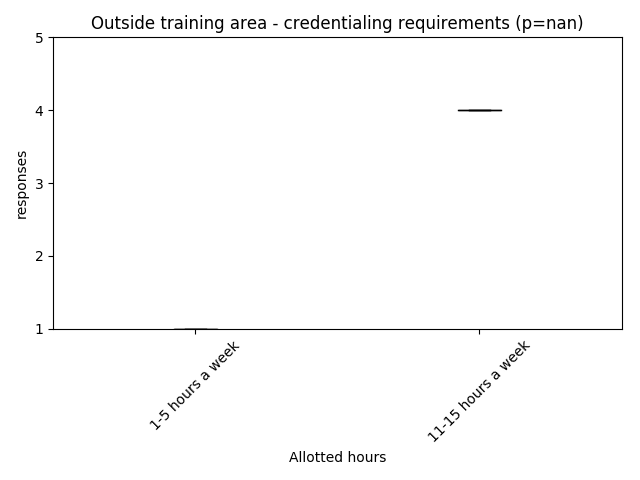 Outside training area - credentialing requirements (p=nan)
5
4
3
2
1
responses
1-5 hours a week
11-15 hours a week
Allotted hours